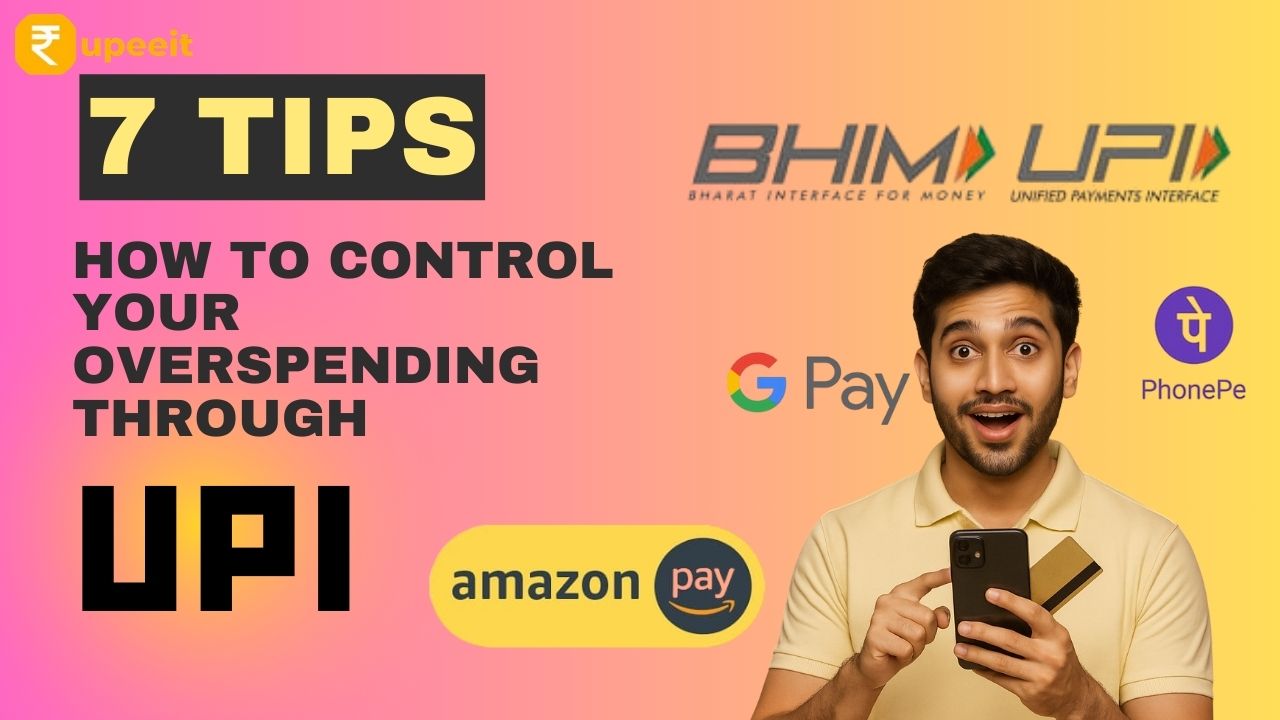 ₹upeeit
7 TIPS
HOW TO CONTROL
YOUR
OVERSPENDING
THROUGH
UPI
BHIM UPI
BHARAT INTERFACE FOR MONEY UNIFIED PAYMENTS INTERFACE
G Pay
पे
PhonePe
amazon pay